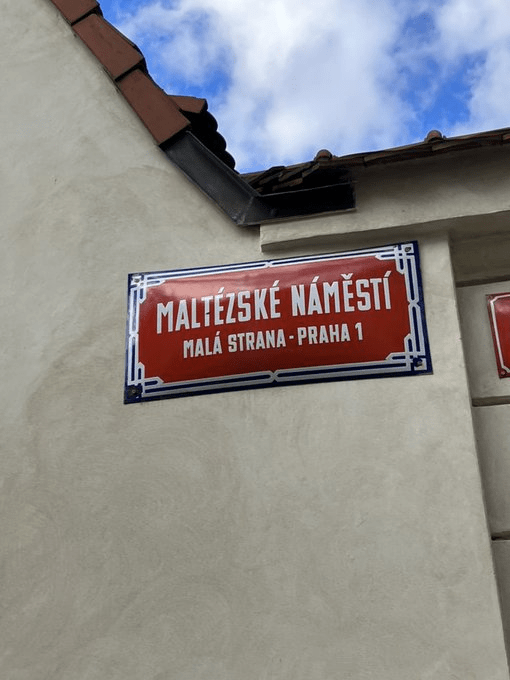 MALTÉZSKÉ NÁMĚSTÍ
MALÁ STRANA - PRAHA 1